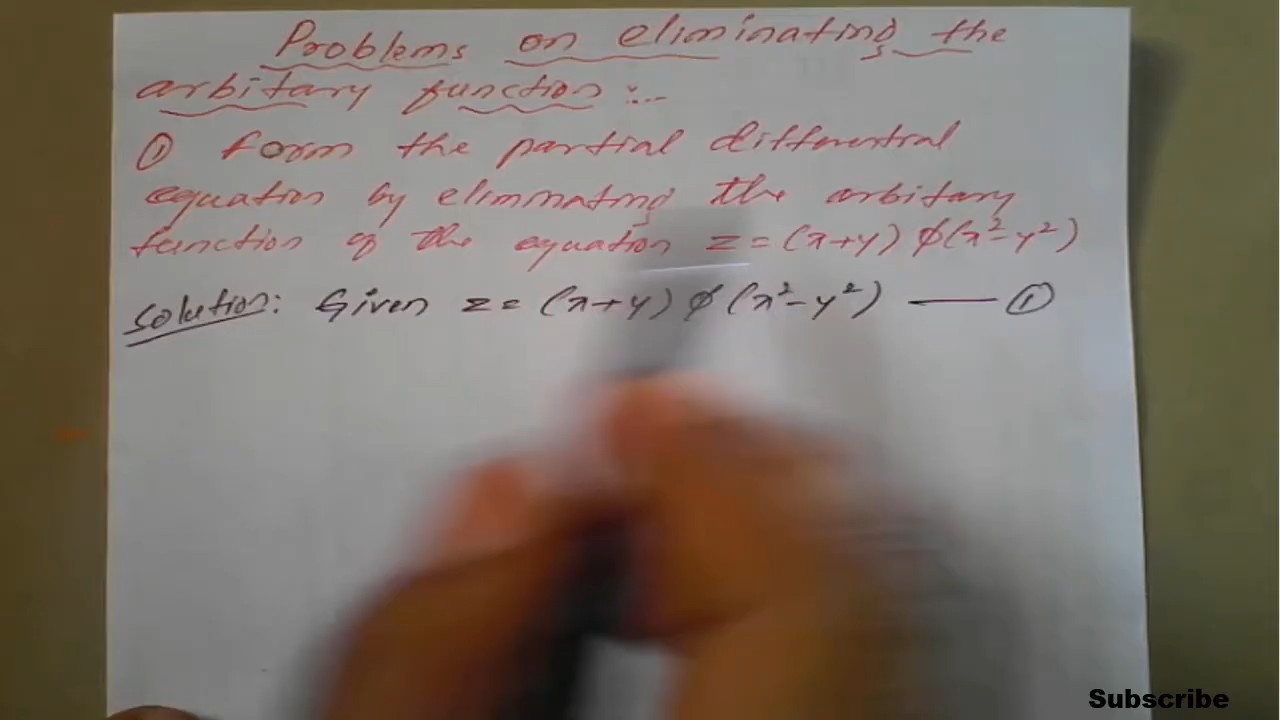 Problems on eliminating the
arbitary function :...
① form the partial differential
equation by eliminating the arbitary
function of the equation z = (x+y) φ(x²-y²)
Solution: Given z = (x+y) φ(x²-y²) —— ①
Subscribe